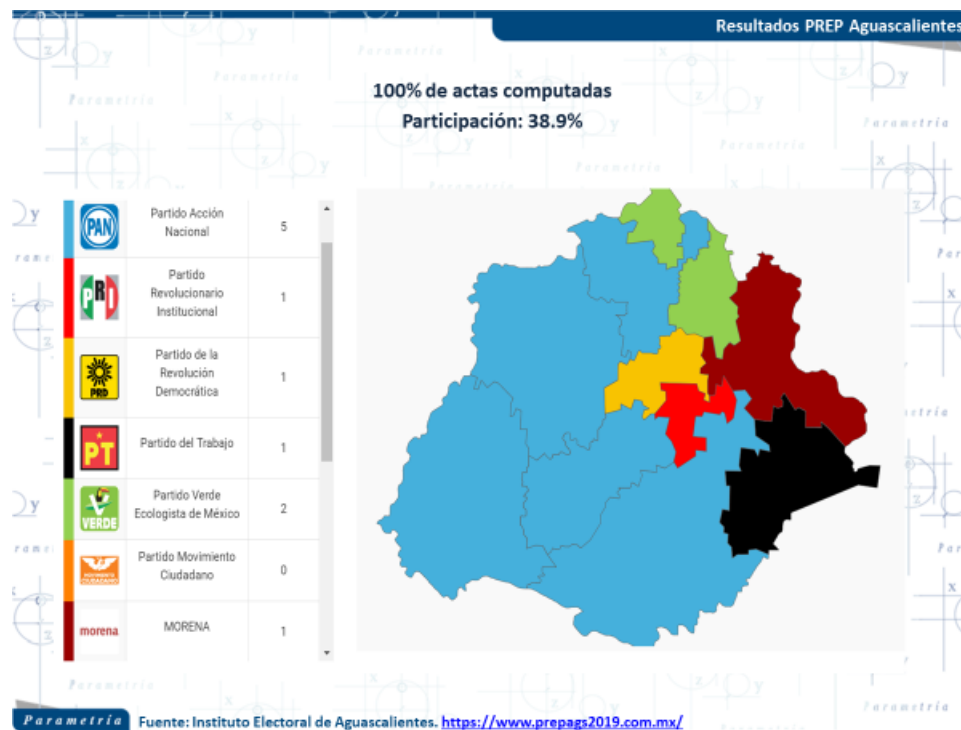 Resultados PREP Aguascalientes
100% de actas computadas
Participación: 38.9%
PAN
Partido Acción
Nacional
5
PRI
Partido
Revolucionario
Institucional
1
PRD
Partido de la
Revolución
Democrática
1
PT
Partido del Trabajo
1
VERDE
Partido Verde
Ecologista de México
2
MOVIMIENTO
CIUDADANO
Partido Movimiento
Ciudadano
0
morena
MORENA
1
Parametría
Fuente: Instituto Electoral de Aguascalientes. https://www.prepags2019.com.mx/